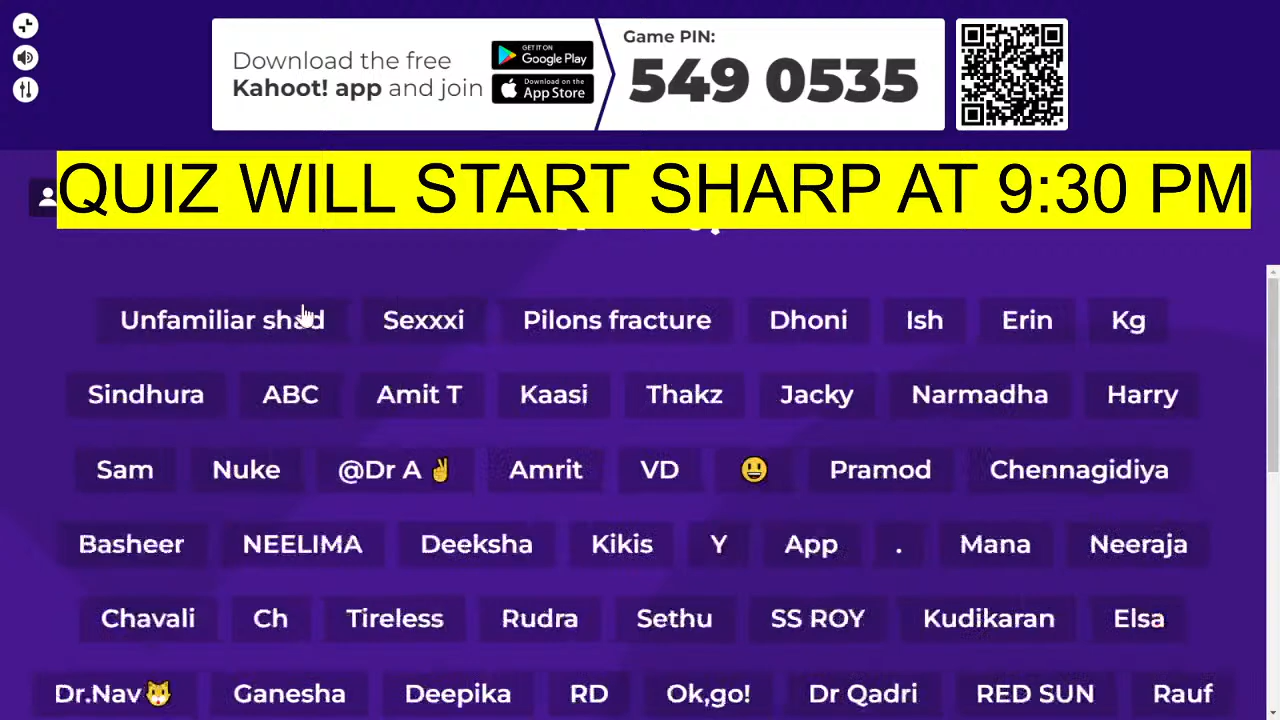 Download the free
Kahoot! app and join
GET IT ON
Google Play
Download on the
App Store
Game PIN:
549 0535
QUIZ WILL START SHARP AT 9:30 PM
Unfamiliar shad Sexxxi Pilons fracture Dhoni Ish Erin Kg
Sindhura ABC Amit T Kaasi Thakz Jacky Narmadha Harry
Sam Nuke @Dr A ✌ Amrit VD 😃 Pramod Chennagidiya
Basheer NEELIMA Deeksha Kikis Y App . Mana Neeraja
Chavali Ch Tireless Rudra Sethu SS ROY Kudikaran Elsa
Dr.Nav🐱 Ganesha Deepika RD Ok,go! Dr Qadri RED SUN Rauf